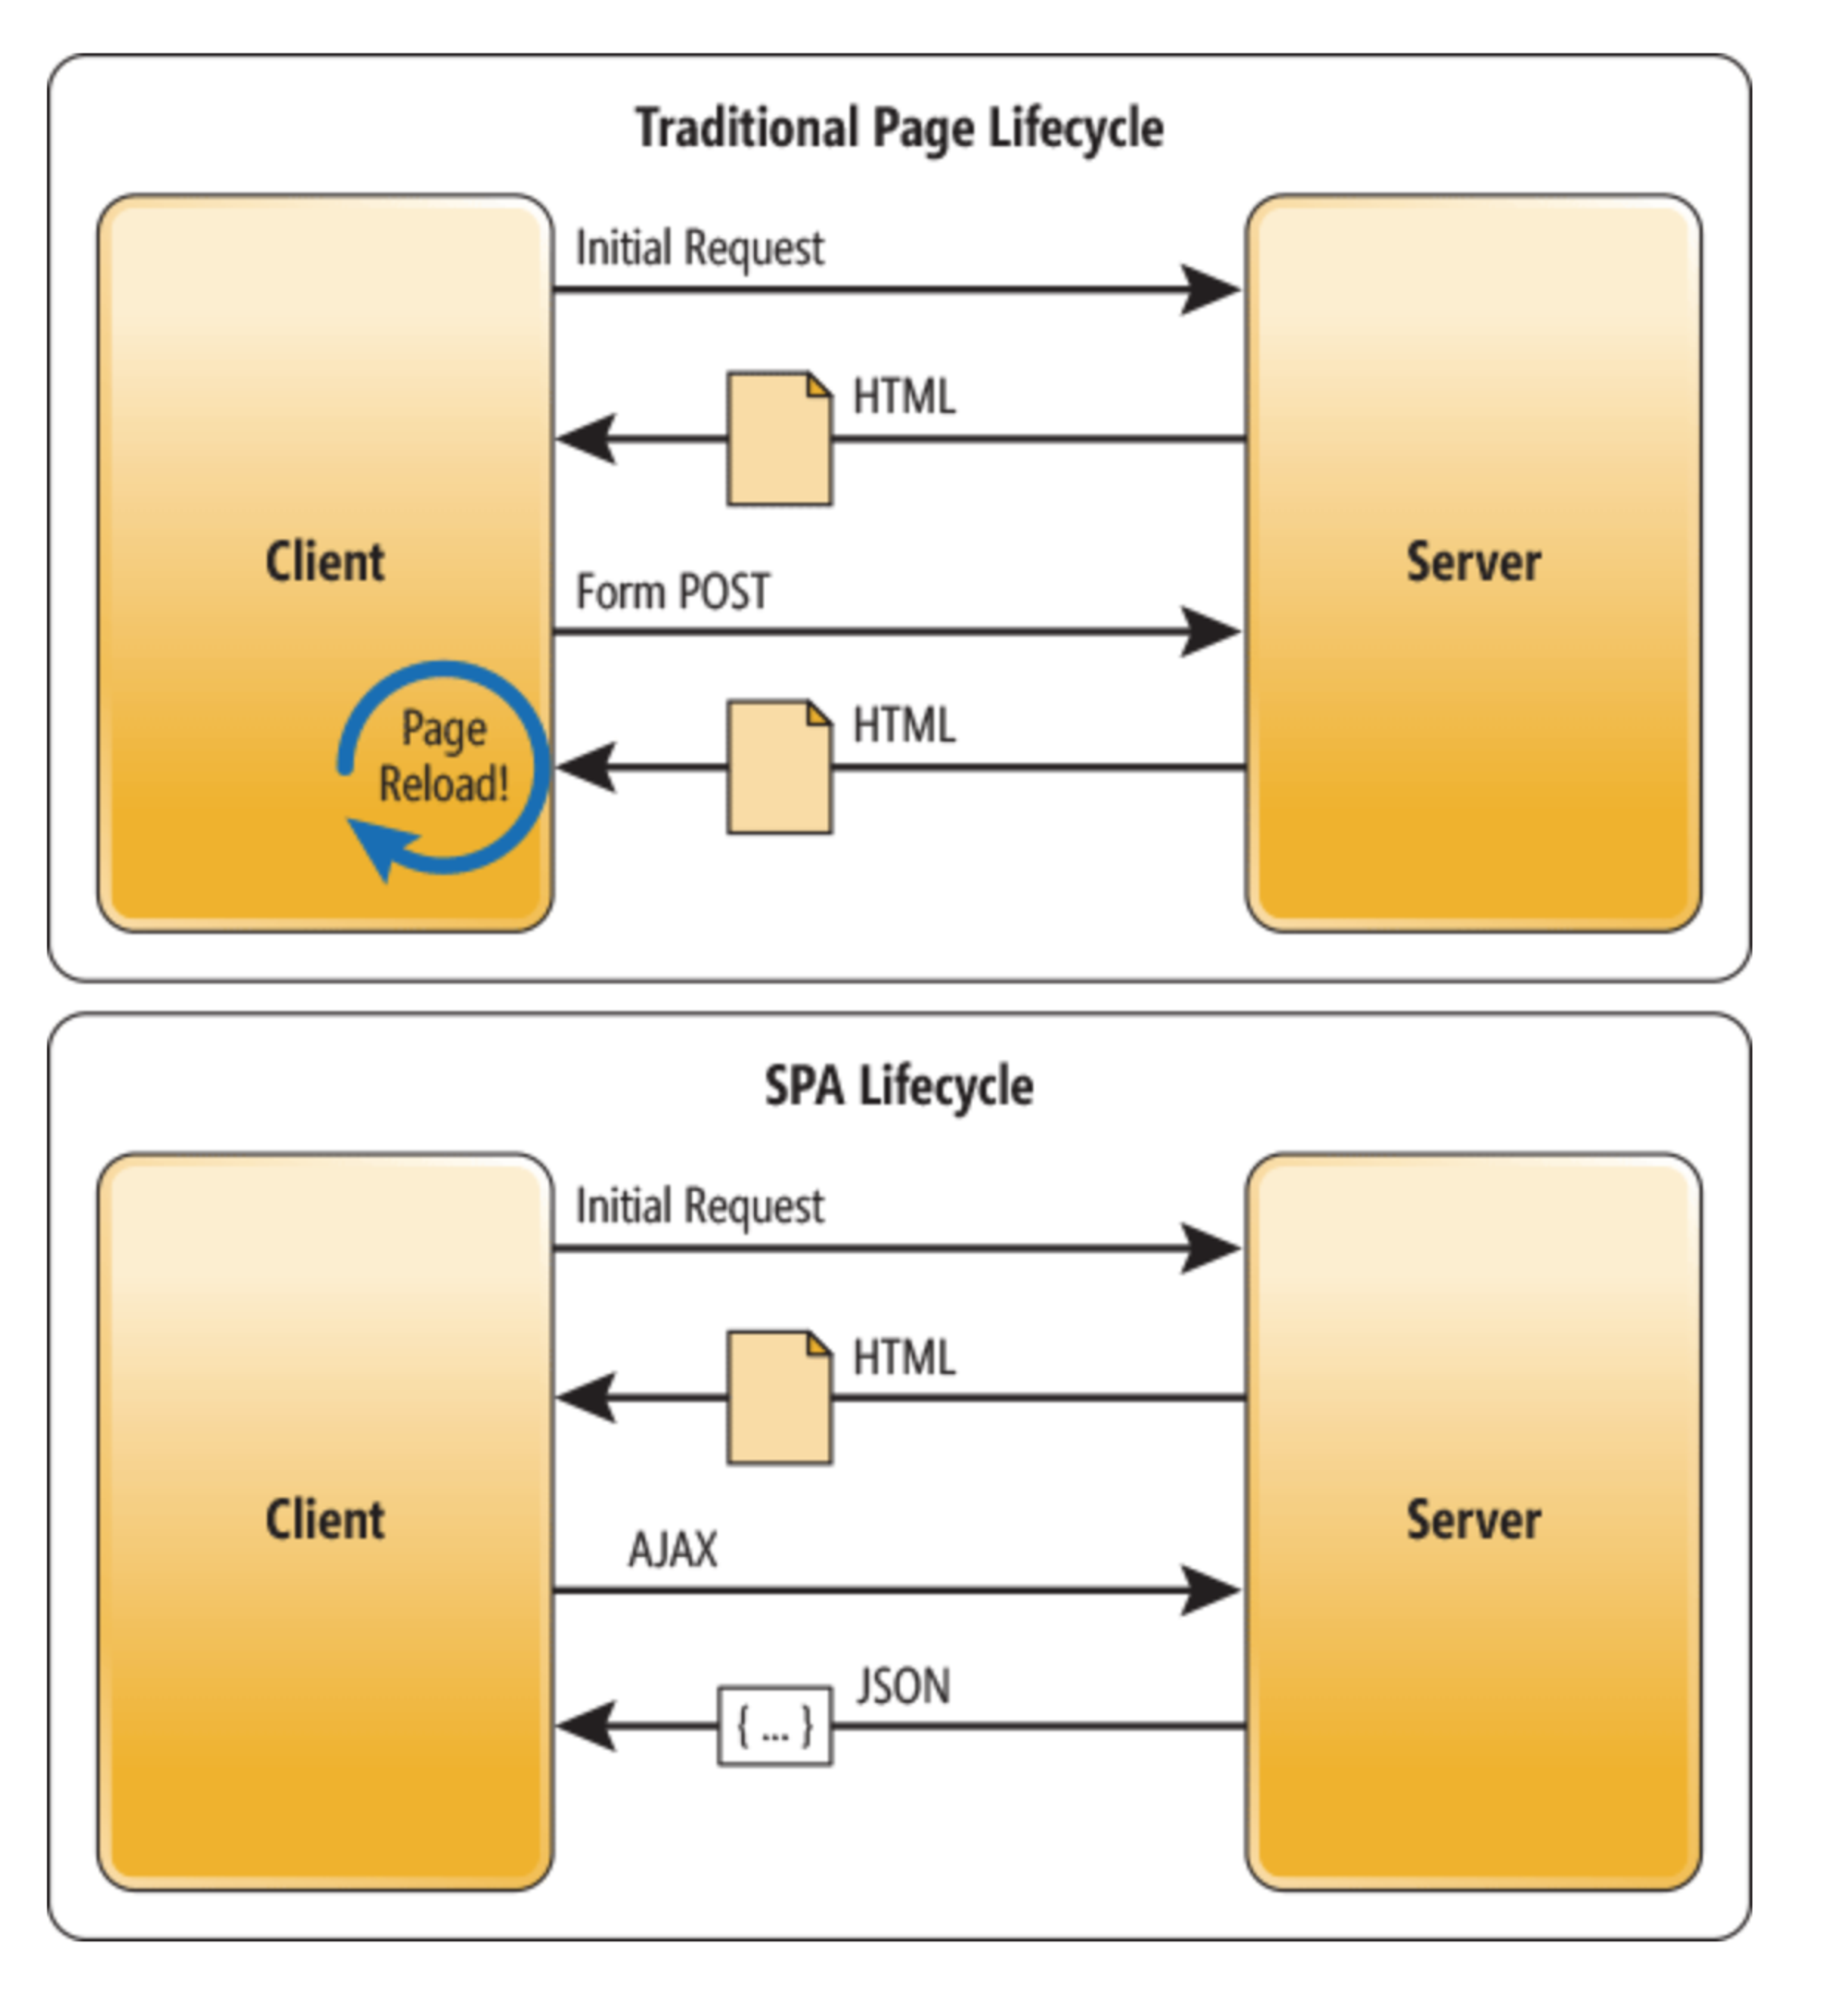 Traditional Page Lifecycle
Initial Request
HTML
Client
Server
Form POST
HTML
Page
Reload!
SPA Lifecycle
Initial Request
HTML
Client
Server
AJAX
JSON
{ ... }